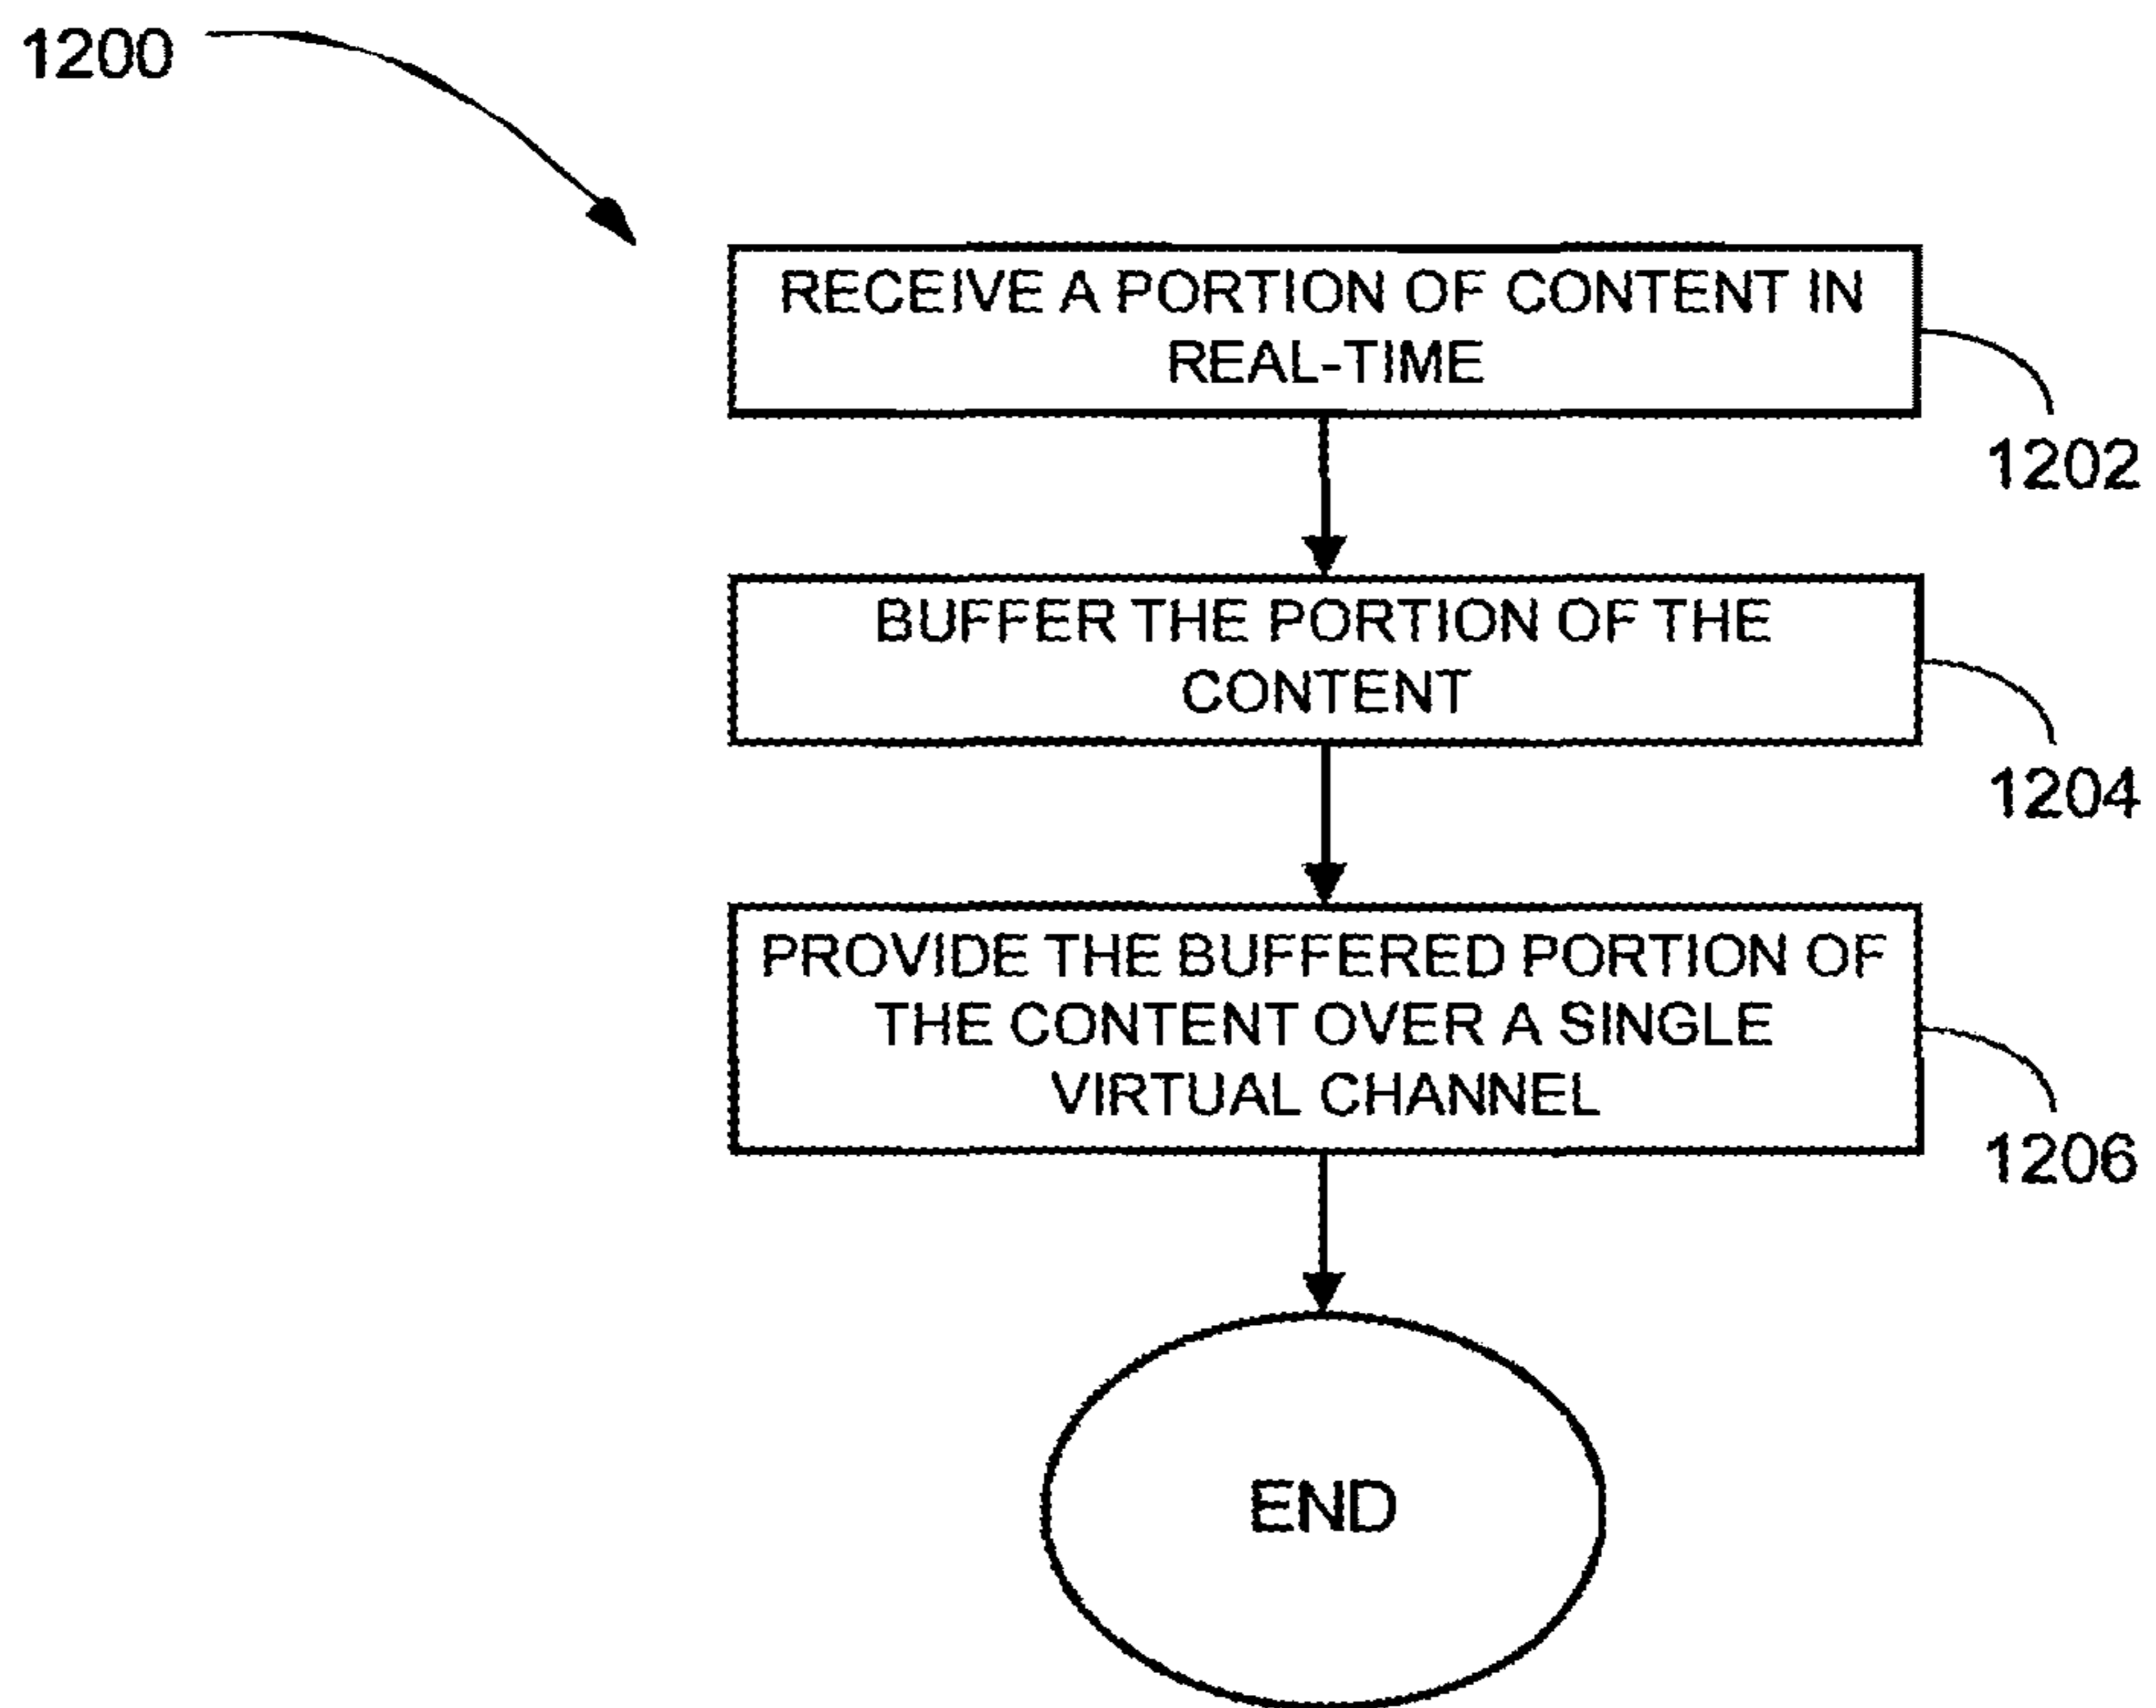 1200
RECEIVE A PORTION OF CONTENT IN
REAL-TIME
1202
BUFFER THE PORTION OF THE
CONTENT
1204
PROVIDE THE BUFFERED PORTION OF
THE CONTENT OVER A SINGLE
VIRTUAL CHANNEL
1206
END